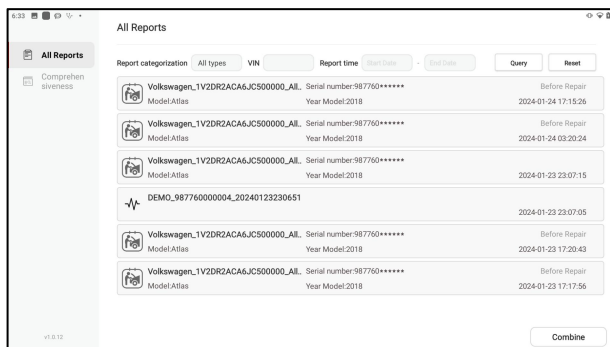 6:33
All Reports
All Reports
Comprehen
siveness
Report categorization All types VIN Report time Start Date - End Date Query Reset
Volkswagen_1V2DR2ACA6JC500000_All.. Serial number:987760****** Before Repair
Model:Atlas Year Model:2018 2024-01-24 17:15:26
Volkswagen_1V2DR2ACA6JC500000_All.. Serial number:987760****** Before Repair
Model:Atlas Year Model:2018 2024-01-24 03:20:24
Volkswagen_1V2DR2ACA6JC500000_All.. Serial number:987760******
Model:Atlas Year Model:2018 2024-01-23 23:07:15
DEMO_987760000004_20240123230651
2024-01-23 23:07:05
Volkswagen_1V2DR2ACA6JC500000_All.. Serial number:987760****** Before Repair
Model:Atlas Year Model:2018 2024-01-23 17:20:43
Volkswagen_1V2DR2ACA6JC500000_All.. Serial number:987760****** Before Repair
Model:Atlas Year Model:2018 2024-01-23 17:17:56
v1.0.12 Combine